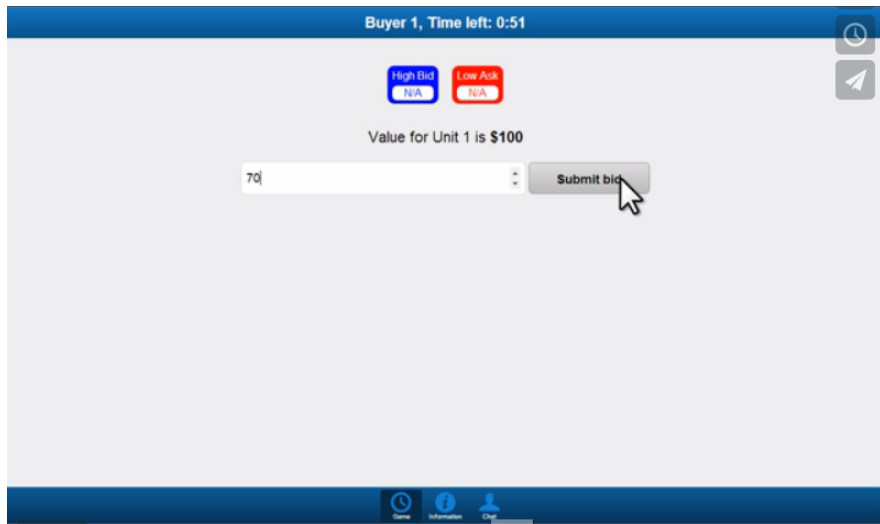 Buyer 1, Time left: 0:51
High Bid
N/A
Low Ask
N/A
Value for Unit 1 is $100
70
Submit bid
Game
Information
Chat